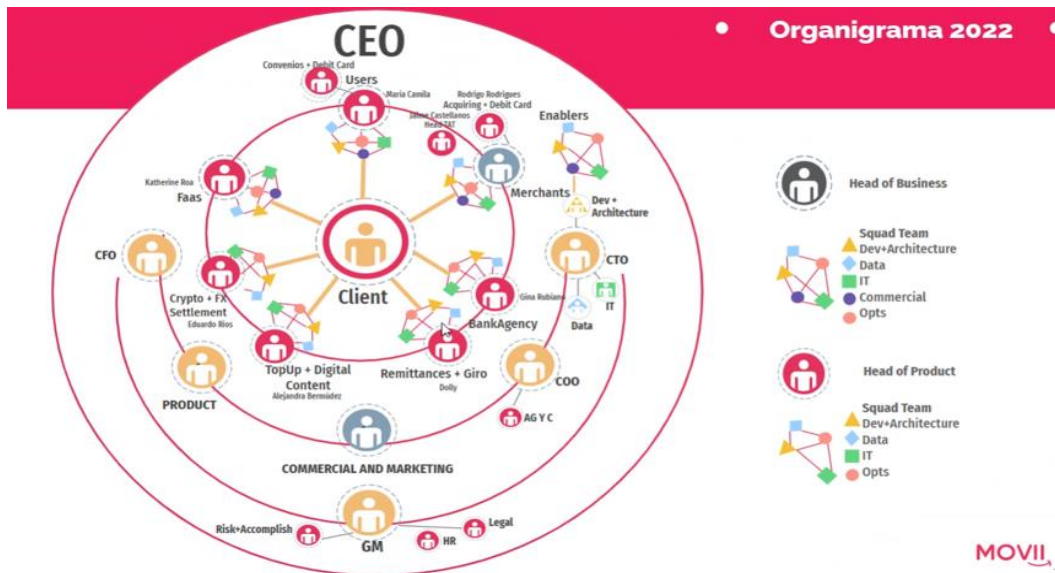 Organigrama 2022
CEO
Convenios + Debit Card
Users
Maria Camila
Rodrigo Rodrigues
Acquiring + Debit Card
Jaime Castellanos
Head TAT
Enablers
Katherine Roa
FaaS
Merchants
Dev +
Architecture
CFO
CTO
Client
Crypto + FX
Settlement
Eduardo Rios
Gina Rubiano
BankAgency
IT
Data
TopUp + Digital
Content
Alejandra Bermúdez
Remittances + Giro
Dolly
COO
PRODUCT
AG Y C
COMMERCIAL AND MARKETING
Risk+Accomplish
Legal
HR
GM
Head of Business
Squad Team
Dev+Architecture
Data
IT
Commercial
Opts
Head of Product
Squad Team
Dev+Architecture
Data
IT
Opts
MOVII